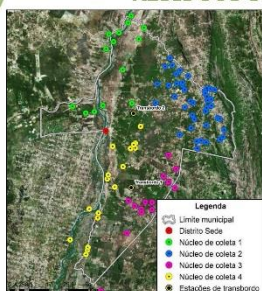 Transbordo 2
Transbordo 1
Legenda
Limite municipal
Distrito Sede
Núcleo de coleta 1
Núcleo de coleta 2
Núcleo de coleta 3
Núcleo de coleta 4
Estações de transbordo